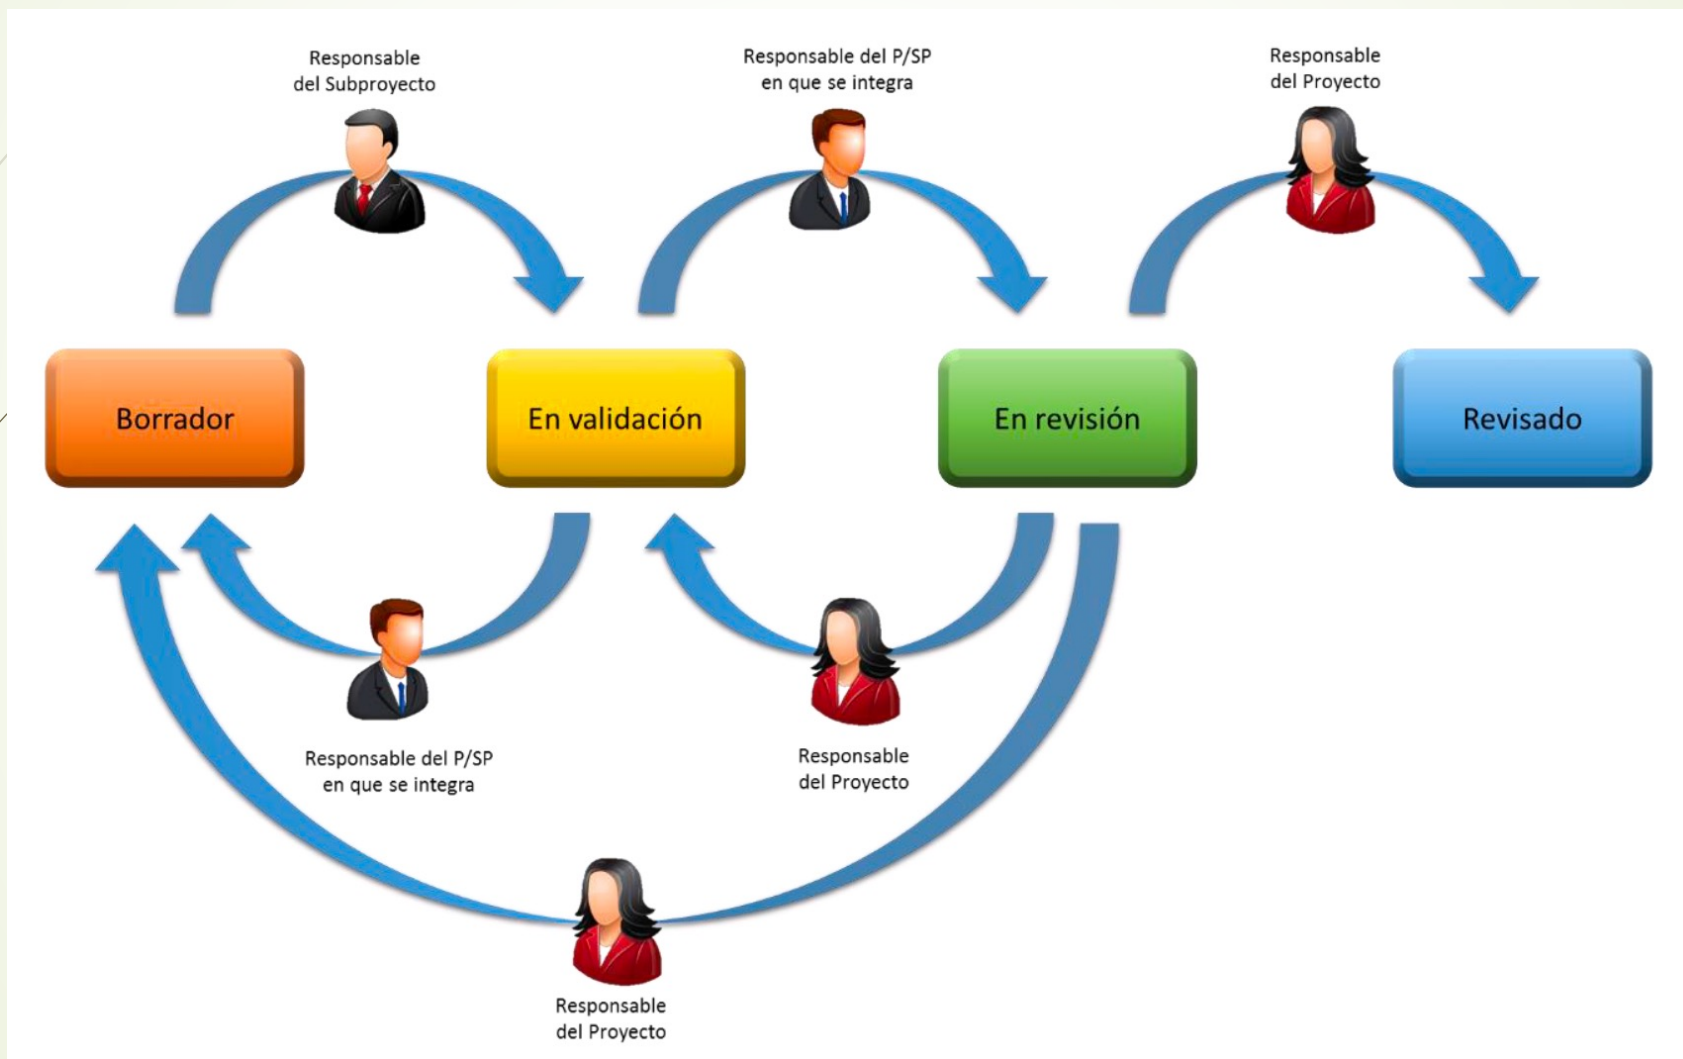 Responsable
del Subproyecto
Responsable del P/SP
en que se integra
Responsable
del Proyecto
Borrador
En validación
En revisión
Revisado
Responsable del P/SP
en que se integra
Responsable
del Proyecto
Responsable
del Proyecto